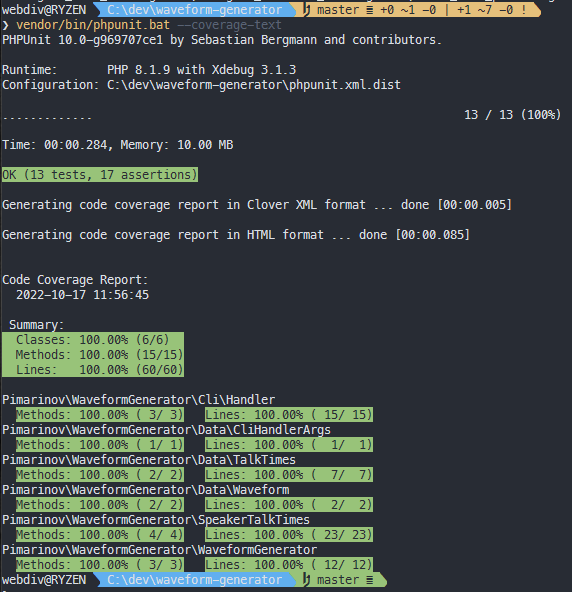 webdiv@RYZEN C:\dev\waveform-generator master ≡ +0 ~1 -0 | +1 ~7 -0 !
❯ vendor/bin/phpunit.bat --coverage-text
PHPUnit 10.0-g969707ce1 by Sebastian Bergmann and contributors.
Runtime: PHP 8.1.9 with Xdebug 3.1.3
Configuration: C:\dev\waveform-generator\phpunit.xml.dist
............. 13 / 13 (100%)
Time: 00:00.284, Memory: 10.00 MB
OK (13 tests, 17 assertions)
Generating code coverage report in Clover XML format ... done [00:00.005]
Generating code coverage report in HTML format ... done [00:00.085]
Code Coverage Report:
2022-10-17 11:56:45
Summary:
Classes: 100.00% (6/6)
Methods: 100.00% (15/15)
Lines: 100.00% (60/60)
Pimarinov\WaveformGenerator\Cli\Handler
Methods: 100.00% ( 3/ 3) Lines: 100.00% ( 15/ 15)
Pimarinov\WaveformGenerator\Data\CliHandlerArgs
Methods: 100.00% ( 1/ 1) Lines: 100.00% ( 1/ 1)
Pimarinov\WaveformGenerator\Data\TalkTimes
Methods: 100.00% ( 2/ 2) Lines: 100.00% ( 7/ 7)
Pimarinov\WaveformGenerator\Data\Waveform
Methods: 100.00% ( 2/ 2) Lines: 100.00% ( 2/ 2)
Pimarinov\WaveformGenerator\SpeakerTalkTimes
Methods: 100.00% ( 4/ 4) Lines: 100.00% ( 23/ 23)
Pimarinov\WaveformGenerator\WaveformGenerator
Methods: 100.00% ( 3/ 3) Lines: 100.00% ( 12/ 12)
webdiv@RYZEN C:\dev\waveform-generator master ≡